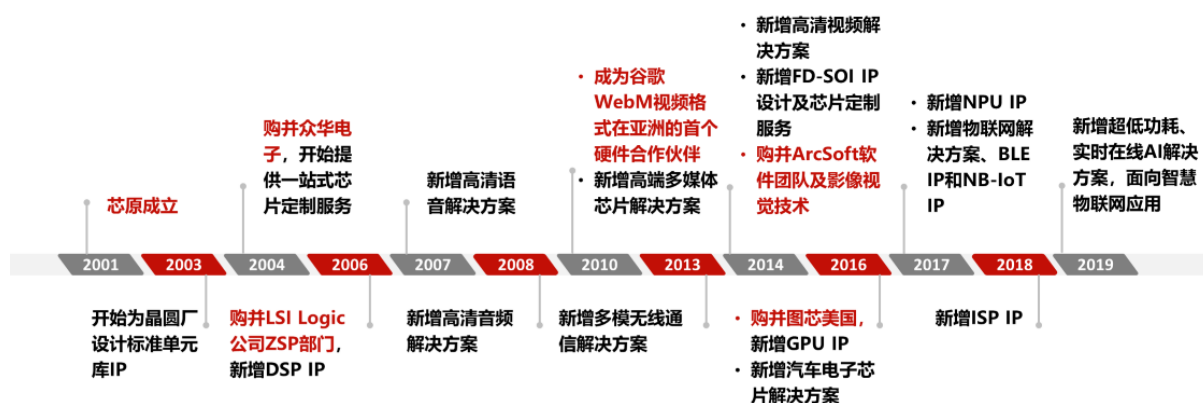 芯原成立
购并众华电
子，开始提
供一站式芯
片定制服务
新增高清语
音解决方案
• 成为谷歌
WebM视频格
式在亚洲的首个
硬件合作伙伴
• 新增高端多媒体
芯片解决方案
• 新增高清视频解
决方案
• 新增FD-SOI IP
设计及芯片定制
服务
• 购并ArcSoft软
件团队及影像视
觉技术
• 新增NPU IP
• 新增物联网解
决方案、BLE
IP和NB-IoT
IP
新增超低功耗、
实时在线AI解决
方案，面向智慧
物联网应用
2001 2003 2004 2006 2007 2008 2010 2013 2014 2016 2017 2018 2019
开始为晶圆厂
设计标准单元
库IP
购并LSI Logic
公司ZSP部门，
新增DSP IP
新增高清音频
解决方案
新增多模无线通
信解决方案
• 购并图芯美国，
新增GPU IP
• 新增汽车电子芯
片解决方案
新增ISP IP